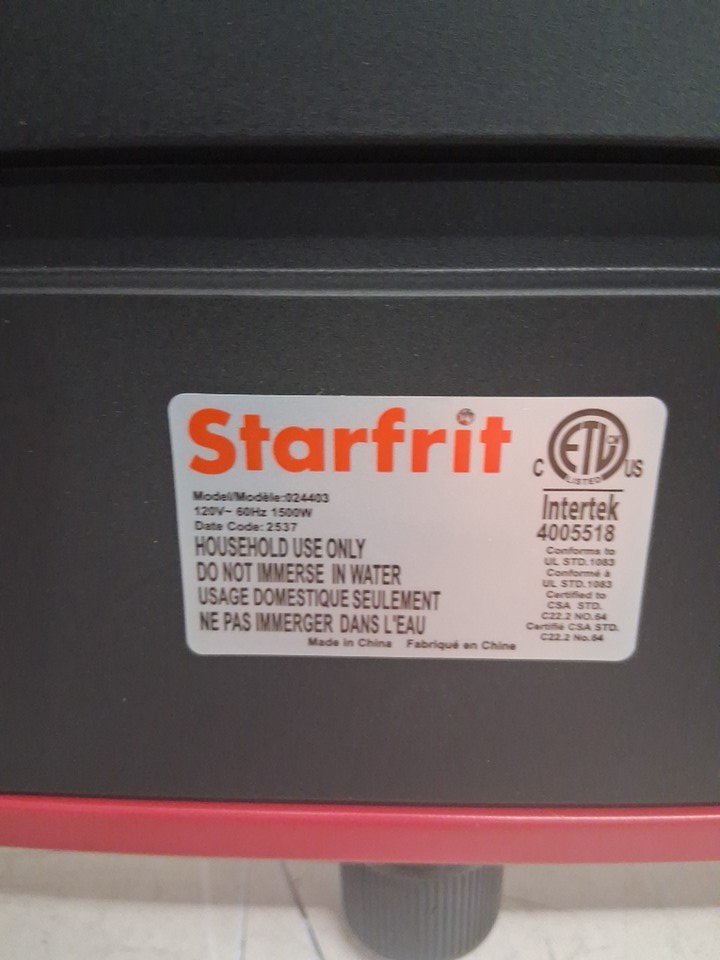 Starfrit
Model/Modèle:024403
120V~ 60Hz 1500W
Date Code: 2537
HOUSEHOLD USE ONLY
DO NOT IMMERSE IN WATER
USAGE DOMESTIQUE SEULEMENT
NE PAS IMMERGER DANS L'EAU
Made in China Fabriqué en Chine
ETL
C US
LISTED
Intertek
4005518
Conforms to
UL STD.1083
Conformé à
UL STD.1083
Certified to
CSA STD.
C22.2 NO.64
Certifié CSA STD.
C22.2 No.64